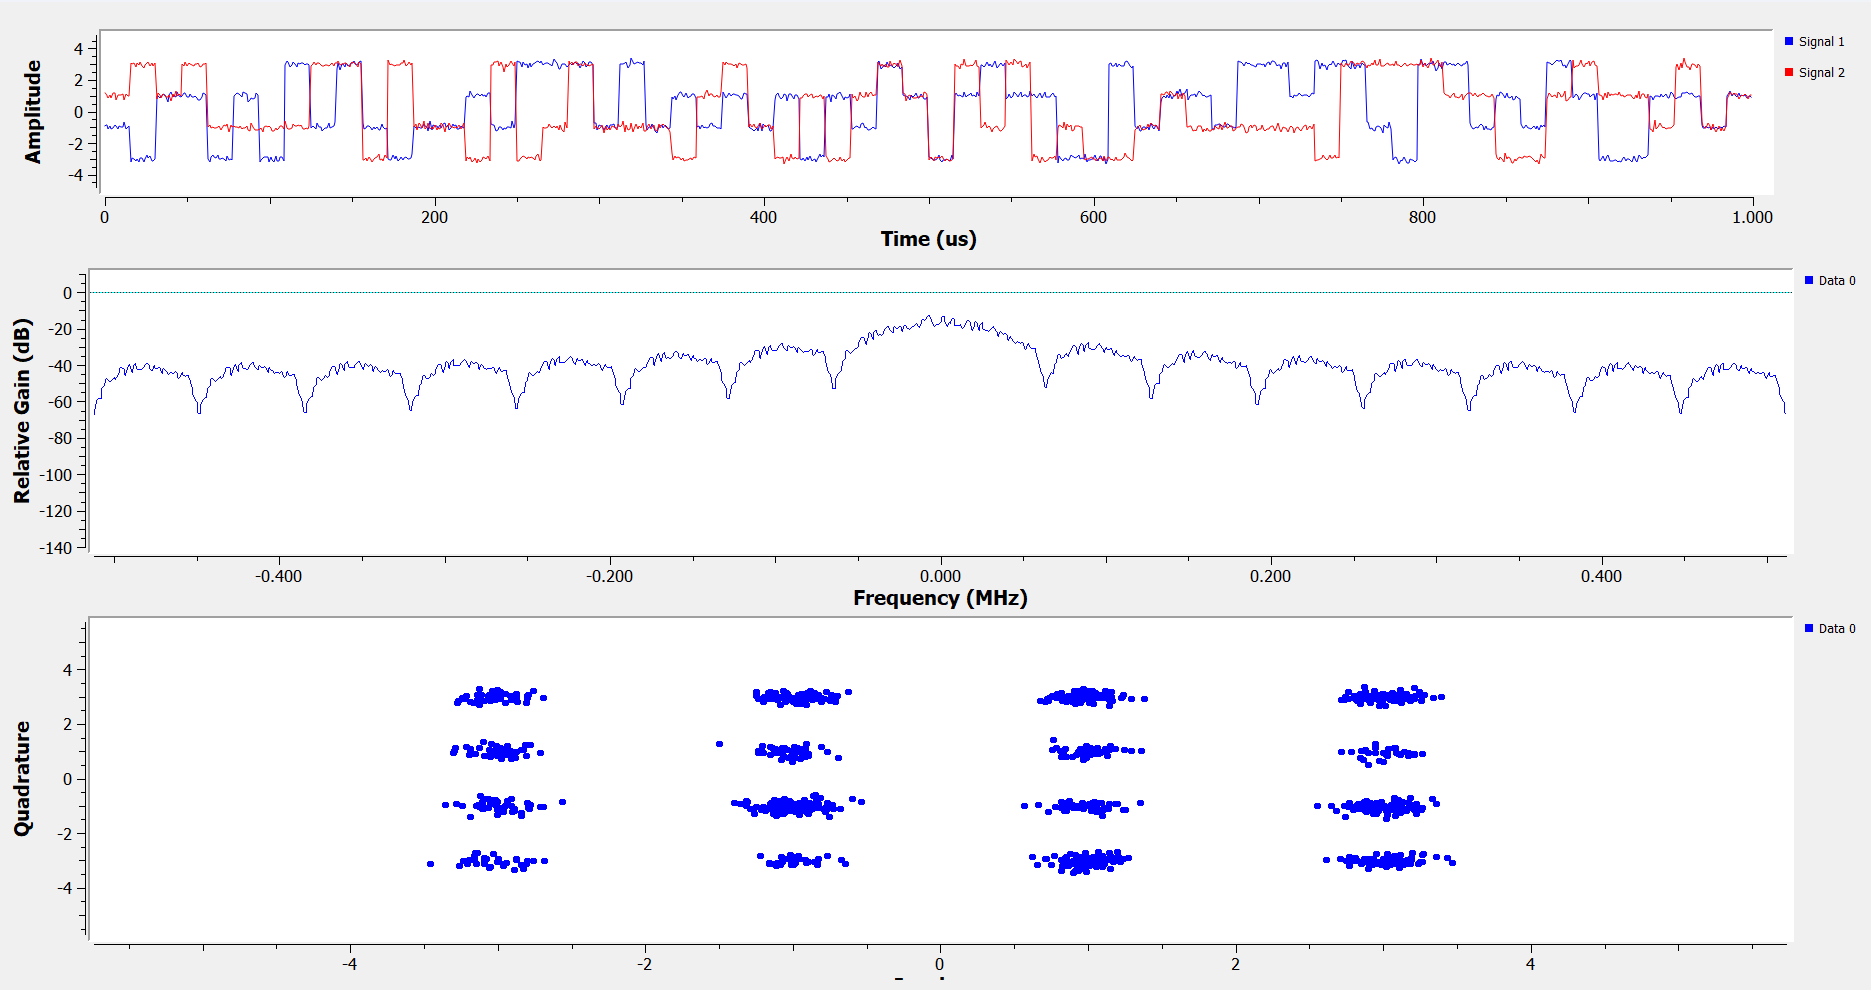 Amplitude
4
2
0
-2
-4
Signal 1
Signal 2
0 200 400 600 800 1.000
Time (us)
Relative Gain (dB)
0
-20
-40
-60
-80
-100
-120
-140
Data 0
-0.400 -0.200 0.000 0.200 0.400
Frequency (MHz)
Quadrature
4
2
0
-2
-4
Data 0
-4 -2 0 2 4